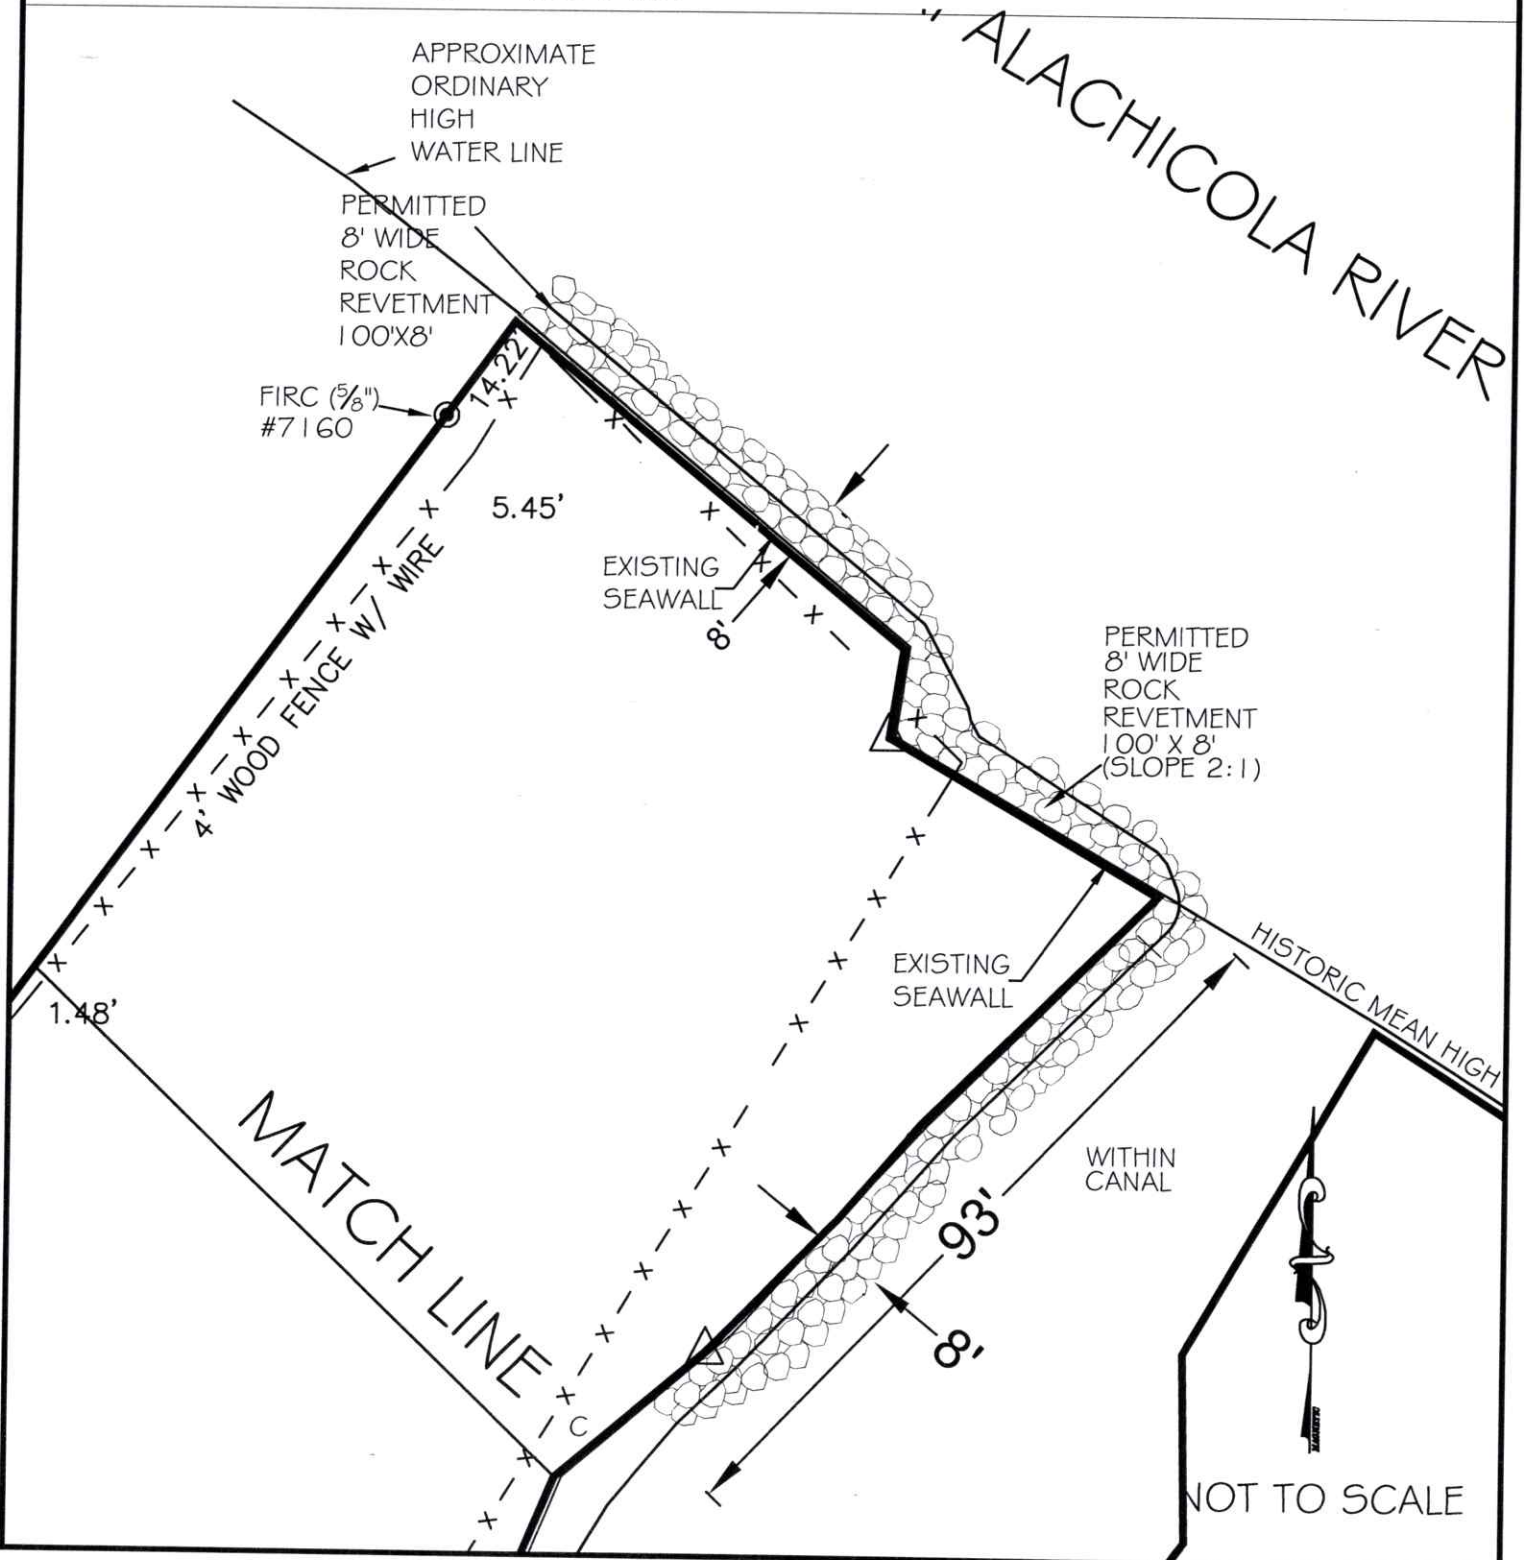 ALACHICOLA RIVER
APPROXIMATE
ORDINARY
HIGH
WATER LINE
PERMITTED
8' WIDE
ROCK
REVETMENT
100'X8'
14.22'
FIRC (5/8")
#7160
5.45'
EXISTING
SEAWALL
8'
4' WOOD FENCE W/ WIRE
PERMITTED
8' WIDE
ROCK
REVETMENT
100' X 8'
(SLOPE 2:1)
EXISTING
SEAWALL
HISTORIC MEAN HIGH
1.48'
MATCH LINE
WITHIN
CANAL
93'
8'
C
NOT TO SCALE